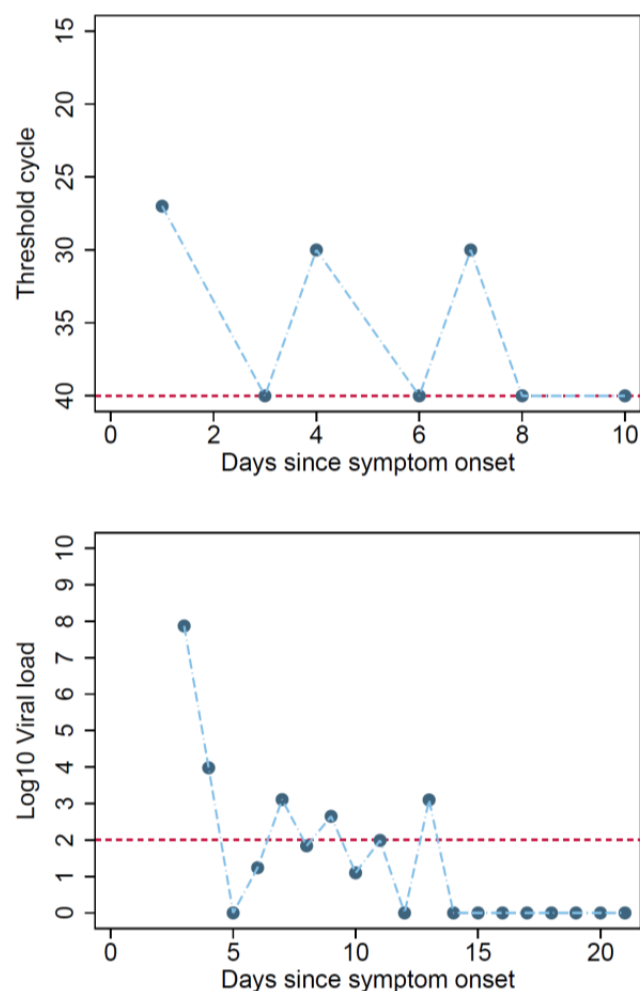 Threshold cycle
15
20
25
30
35
40
0 2 4 6 8 10
Days since symptom onset
Log10 Viral load
10
9
8
7
6
5
4
3
2
1
0
0 5 10 15 20
Days since symptom onset